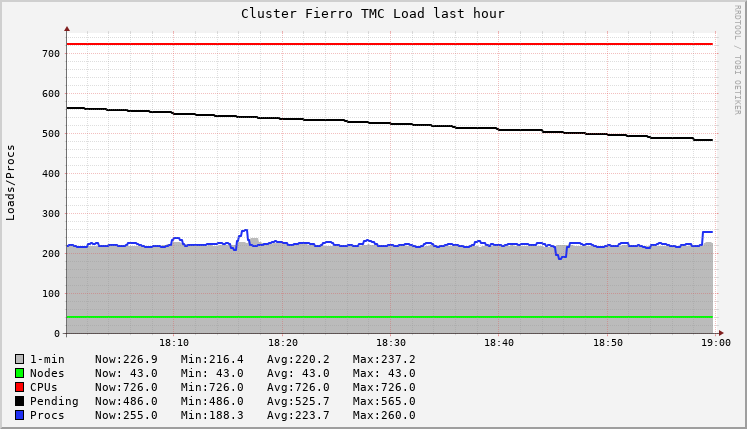 Cluster Fierro TMC Load last hour
RRDTOOL / TOBI OETIKER
Loads/Procs
700
600
500
400
300
200
100
0
18:10 18:20 18:30 18:40 18:50 19:00
1-min Now:226.9 Min:216.4 Avg:220.2 Max:237.2
Nodes Now: 43.0 Min: 43.0 Avg: 43.0 Max: 43.0
CPUs Now:726.0 Min:726.0 Avg:726.0 Max:726.0
Pending Now:486.0 Min:486.0 Avg:525.7 Max:565.0
Procs Now:255.0 Min:188.3 Avg:223.7 Max:260.0